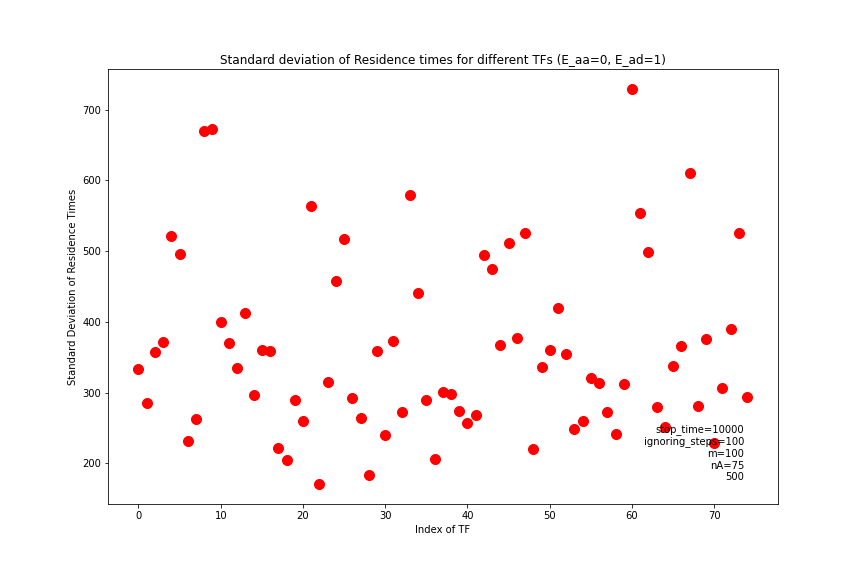 Standard deviation of Residence times for different TFs (E_aa=0, E_ad=1)
Standard Deviation of Residence Times
700
600
500
400
300
200
stop_time=10000
ignoring_steps=100
m=100
nA=75
500
0 10 20 30 40 50 60 70
Index of TF